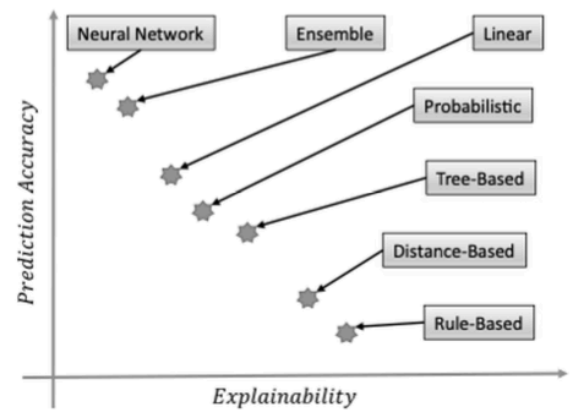 Neural Network
Ensemble
Linear
Probabilistic
Tree-Based
Distance-Based
Rule-Based
Prediction Accuracy
Explainability